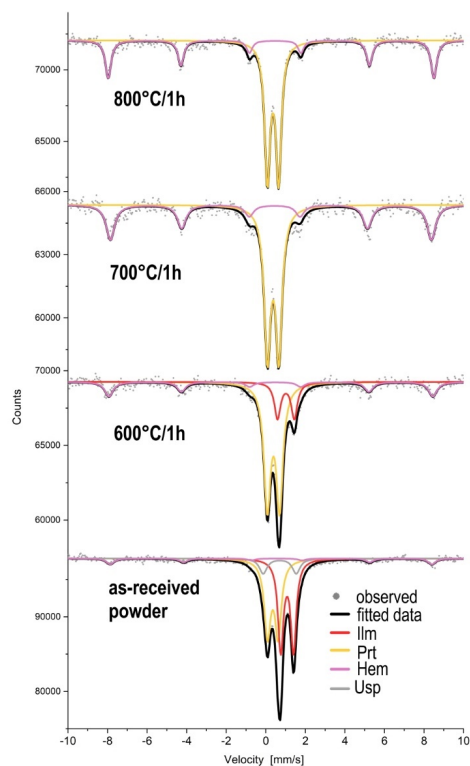 70000
800°C/1h
65000
66000
63000
700°C/1h
60000
70000
Counts
600°C/1h
65000
60000
as-received
powder
90000
80000
observed
fitted data
Ilm
Prt
Hem
Usp
-10 -8 -6 -4 -2 0 2 4 6 8 10
Velocity [mm/s]